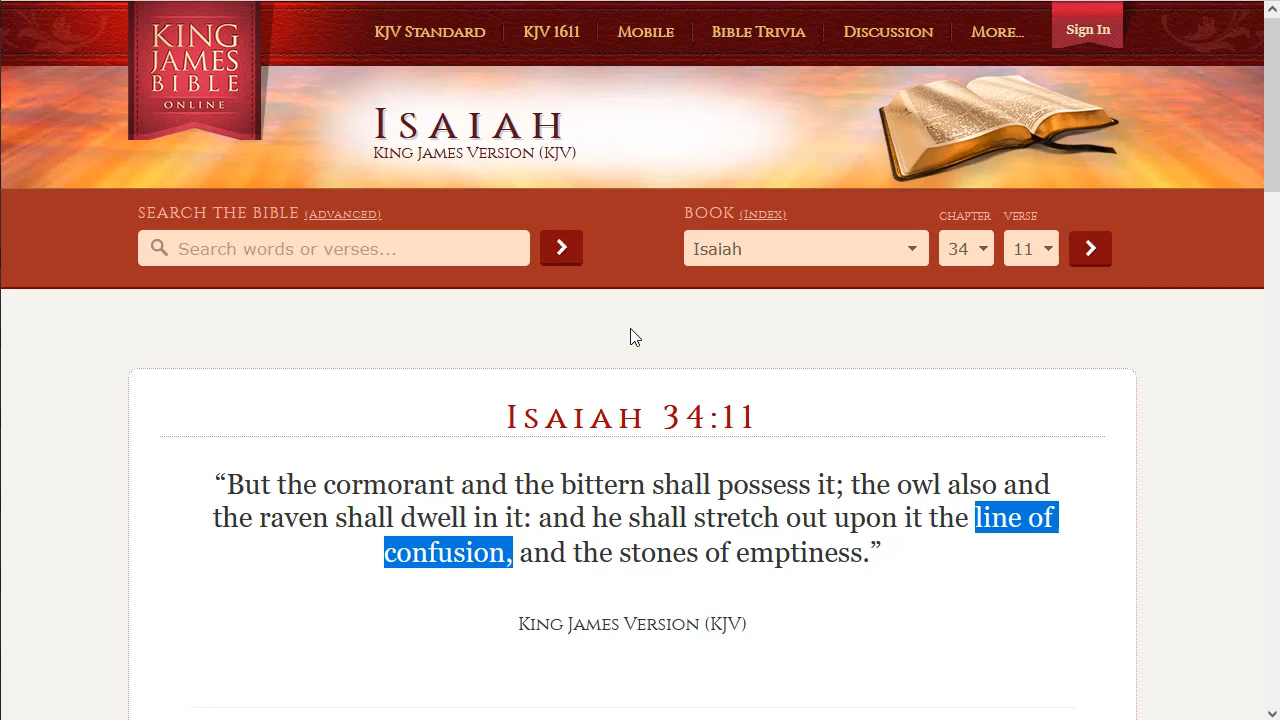 KING
JAMES
BIBLE
ONLINE
KJV Standard KJV 1611 Mobile Bible Trivia Discussion More... Sign In
Isaiah
King James Version (KJV)
SEARCH THE BIBLE (Advanced) BOOK (Index) CHAPTER VERSE
Search words or verses... Isaiah 34 11
Isaiah 34:11
“But the cormorant and the bittern shall possess it; the owl also and
the raven shall dwell in it: and he shall stretch out upon it the line of
confusion, and the stones of emptiness.”
King James Version (KJV)